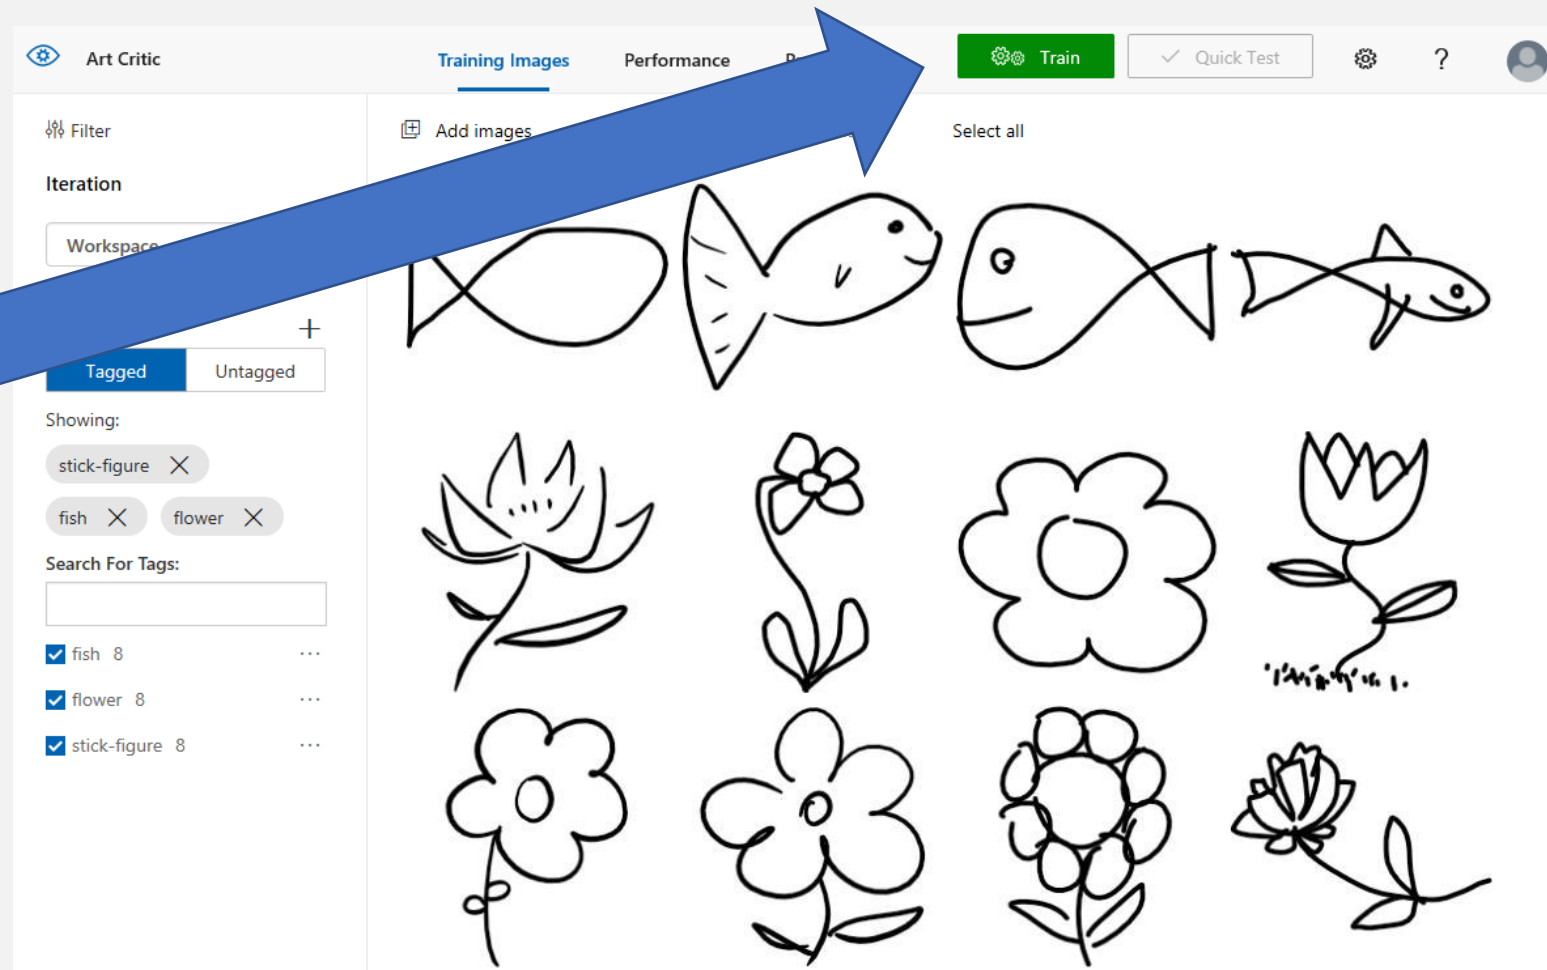 Art Critic
Training Images Performance
Train
Quick Test
?
Filter
Add images
Select all
Iteration
Workspace
Tagged Untagged
Showing:
stick-figure
fish flower
Search For Tags:
fish 8
flower 8
stick-figure 8